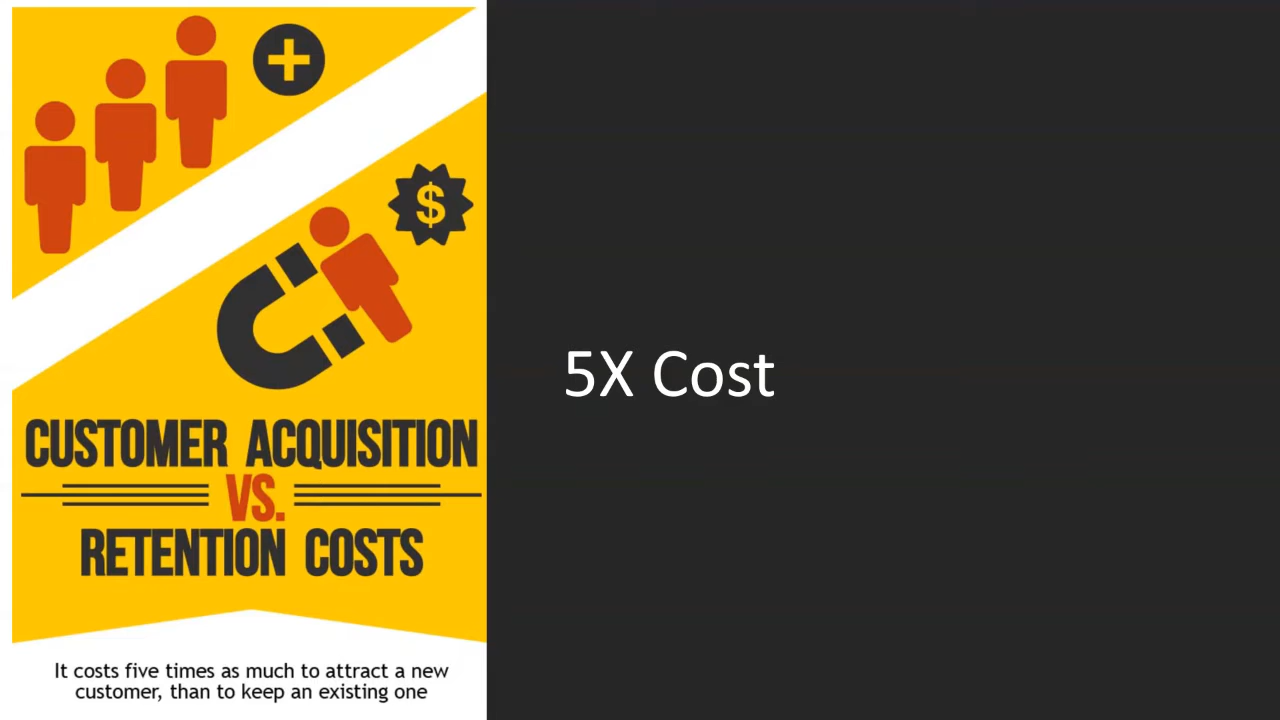 $
CUSTOMER ACQUISITION
VS.
RETENTION COSTS
It costs five times as much to attract a new
customer, than to keep an existing one
5X Cost